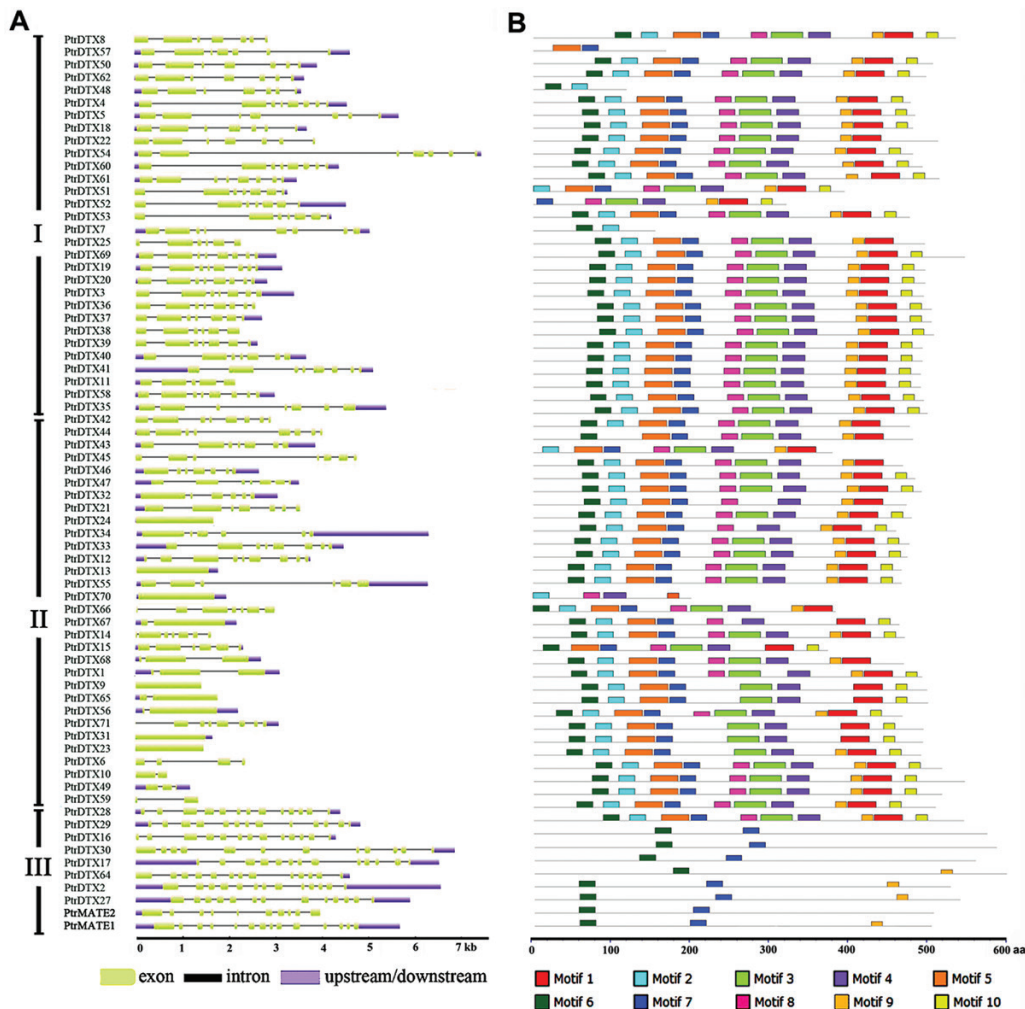 A
B
PtrDTX8
PtrDTX57
PtrDTX50
PtrDTX62
PtrDTX48
PtrDTX4
PtrDTX5
PtrDTX18
PtrDTX22
PtrDTX54
PtrDTX60
PtrDTX61
PtrDTX51
PtrDTX52
PtrDTX53
I
PtrDTX7
PtrDTX25
PtrDTX69
PtrDTX19
PtrDTX20
PtrDTX3
PtrDTX36
PtrDTX37
PtrDTX38
PtrDTX39
PtrDTX40
PtrDTX41
PtrDTX11
PtrDTX58
PtrDTX35
PtrDTX42
PtrDTX44
PtrDTX43
PtrDTX45
PtrDTX46
PtrDTX47
PtrDTX32
PtrDTX21
PtrDTX24
PtrDTX34
PtrDTX33
PtrDTX12
PtrDTX13
PtrDTX55
PtrDTX70
PtrDTX66
II
PtrDTX67
PtrDTX14
PtrDTX15
PtrDTX68
PtrDTX1
PtrDTX9
PtrDTX65
PtrDTX56
PtrDTX71
PtrDTX31
PtrDTX23
PtrDTX6
PtrDTX10
PtrDTX49
PtrDTX59
PtrDTX28
PtrDTX29
PtrDTX16
PtrDTX30
III
PtrDTX17
PtrDTX64
PtrDTX2
PtrDTX27
PtrMATE2
PtrMATE1
0 1 2 3 4 5 6 7 kb
0 100 200 300 400 500 600 aa
exon intron upstream/downstream
Motif 1 Motif 2 Motif 3 Motif 4 Motif 5
Motif 6 Motif 7 Motif 8 Motif 9 Motif 10